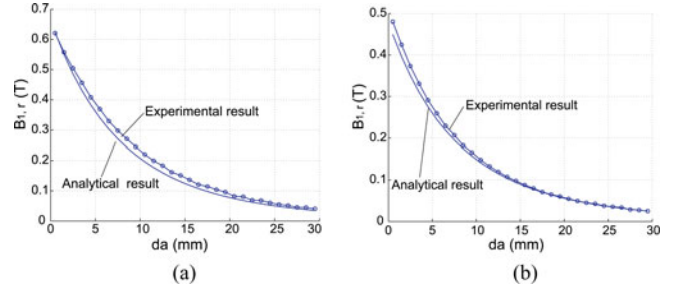 0.7
0.6
0.5
0.4
0.3
0.2
0.1
0
B1, r (T)
Experimental result
Analytical result
0 5 10 15 20 25 30
da (mm)
(a)
0.5
0.4
0.3
0.2
0.1
0
B1, r (T)
Experimental result
Analytical result
0 5 10 15 20 25 30
da (mm)
(b)